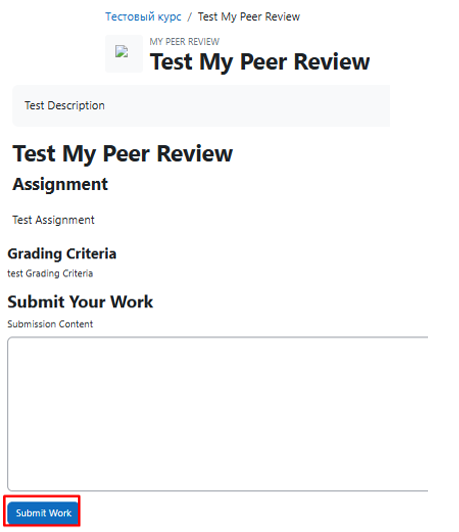 Тестовый курс / Test My Peer Review
MY PEER REVIEW
Test My Peer Review
Test Description
Test My Peer Review
Assignment
Test Assignment
Grading Criteria
test Grading Criteria
Submit Your Work
Submission Content
Submit Work